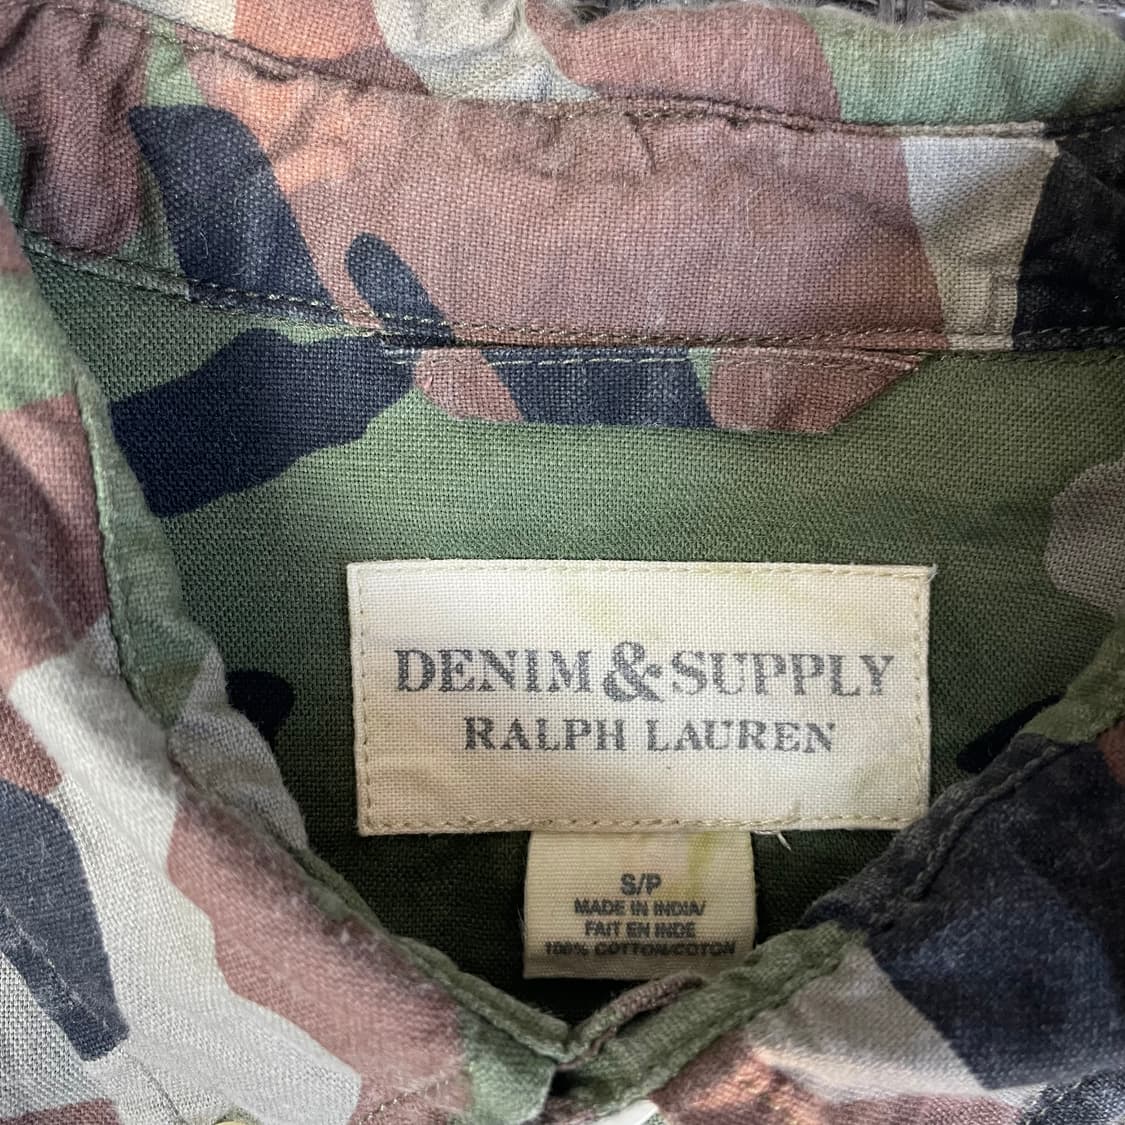 DENIM & SUPPLY
RALPH LAUREN
S/P
MADE IN INDIA/
FAIT EN INDE
100% COTTON/COTON